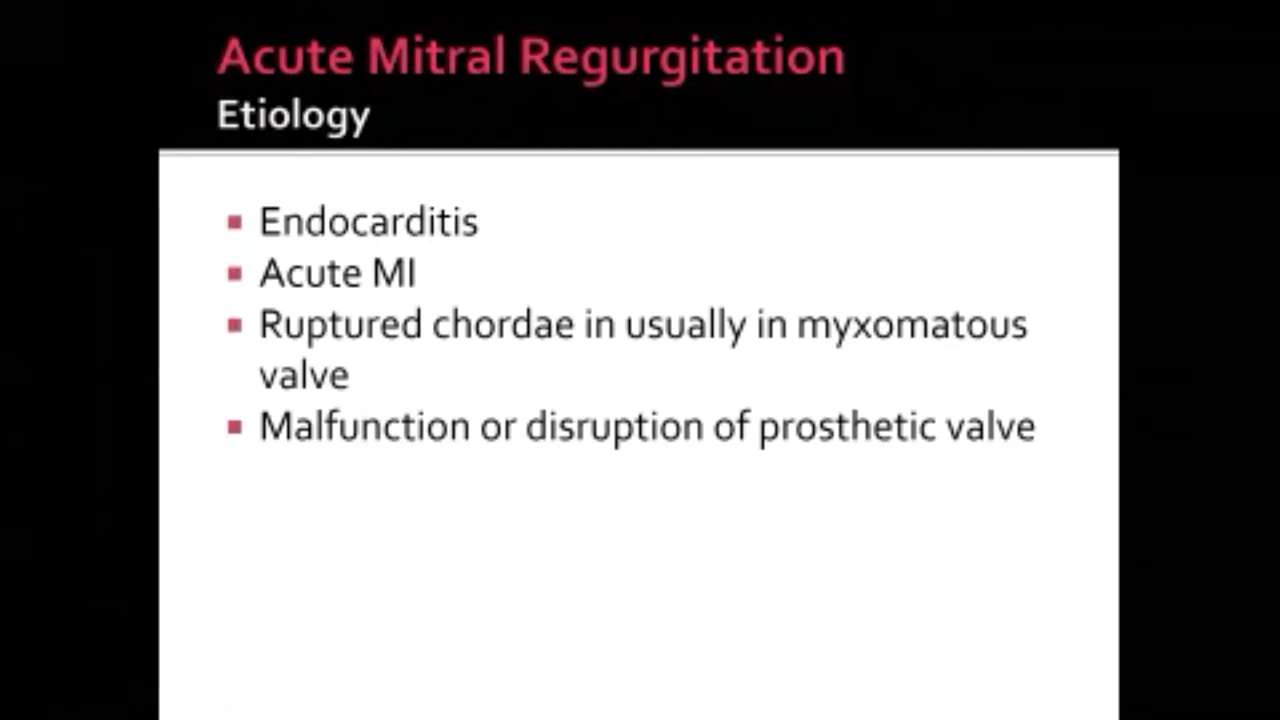 Acute Mitral Regurgitation
Etiology
Endocarditis
Acute MI
Ruptured chordae in usually in myxomatous
valve
Malfunction or disruption of prosthetic valve